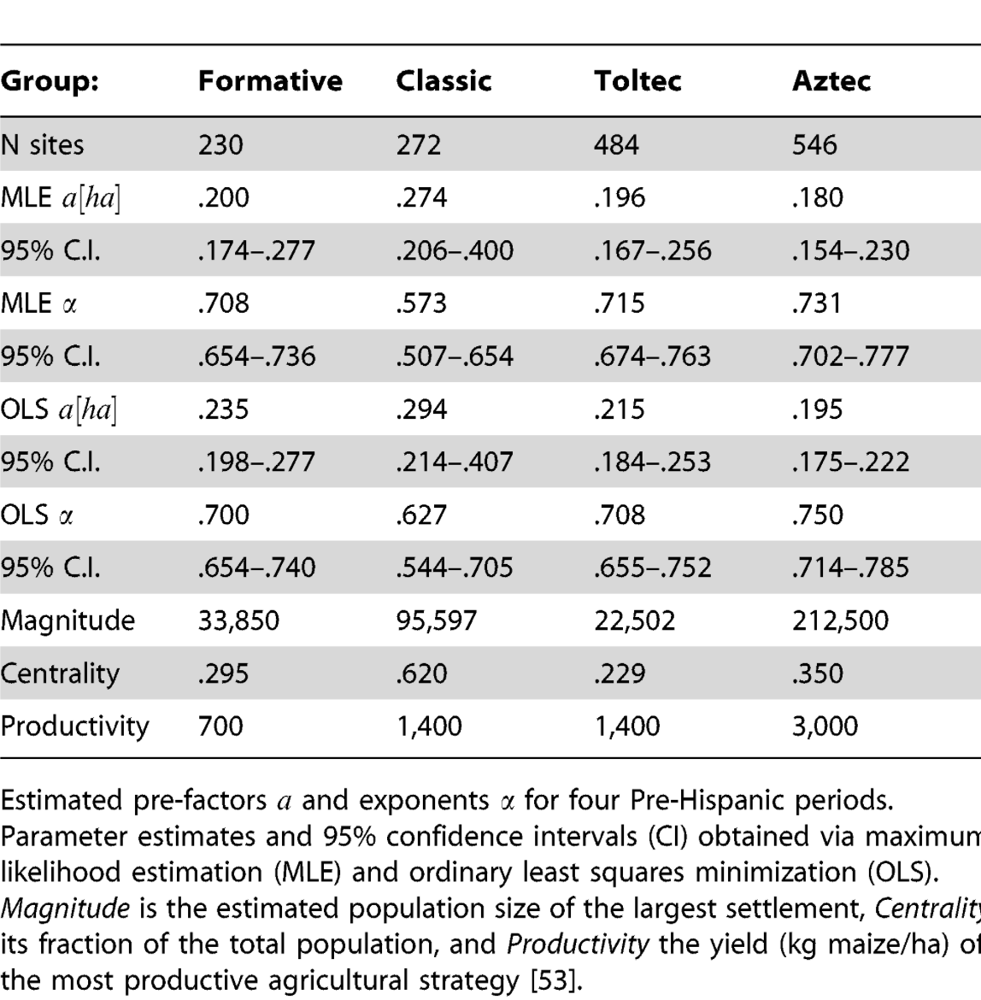 Group: Formative Classic Toltec Aztec
N sites 230 272 484 546
MLE a[ha] .200 .274 .196 .180
95% C.I. .174–.277 .206–.400 .167–.256 .154–.230
MLE α .708 .573 .715 .731
95% C.I. .654–.736 .507–.654 .674–.763 .702–.777
OLS a[ha] .235 .294 .215 .195
95% C.I. .198–.277 .214–.407 .184–.253 .175–.222
OLS α .700 .627 .708 .750
95% C.I. .654–.740 .544–.705 .655–.752 .714–.785
Magnitude 33,850 95,597 22,502 212,500
Centrality .295 .620 .229 .350
Productivity 700 1,400 1,400 3,000
Estimated pre-factors a and exponents α for four Pre-Hispanic periods.
Parameter estimates and 95% confidence intervals (CI) obtained via maximum
likelihood estimation (MLE) and ordinary least squares minimization (OLS).
Magnitude is the estimated population size of the largest settlement, Centrality
its fraction of the total population, and Productivity the yield (kg maize/ha) of
the most productive agricultural strategy [53].